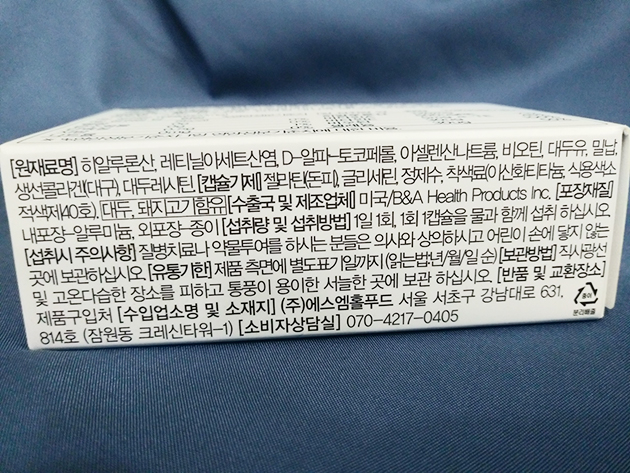 [원재료명] 히알루론산, 레티닐아세트산염, D-알파-토코페롤, 아셀렌산나트륨, 비오틴, 대두유, 밀납,
생선콜라겐(대구), 대두레시틴, [캡슐기제] 젤라틴(돈피), 글리세린, 정제수, 착색료(이산화티타늄, 식용색소
적색제40호). 대두, 돼지고기함유 [수출국 및 제조업체] 미국/B&A Health Products Inc. [포장재질]
내포장-알루미늄, 외포장-종이 [섭취량 및 섭취방법] 1일 1회, 1회 1캡슐을 물과 함께 섭취 하십시오
[섭취시 주의사항] 질병치료나 약물투여를 하시는 분들은 의사와 상의하시고 어린이 손에 닿지 않는
곳에 보관하십시오. [유통기한] 제품 측면에 별도표기일까지 (읽는법:년/월/일 순) [보관방법] 직사광선
및 고온다습한 장소를 피하고 통풍이 용이한 서늘한 곳에 보관 하십시오. [반품 및 교환장소]
제품구입처 [수입업소명 및 소재지] (주)에스엠홀푸드 서울 서초구 강남대로 631,
814호 (잠원동 크레신타워-1) [소비자상담실] 070-4217-0405
종이
분리배출